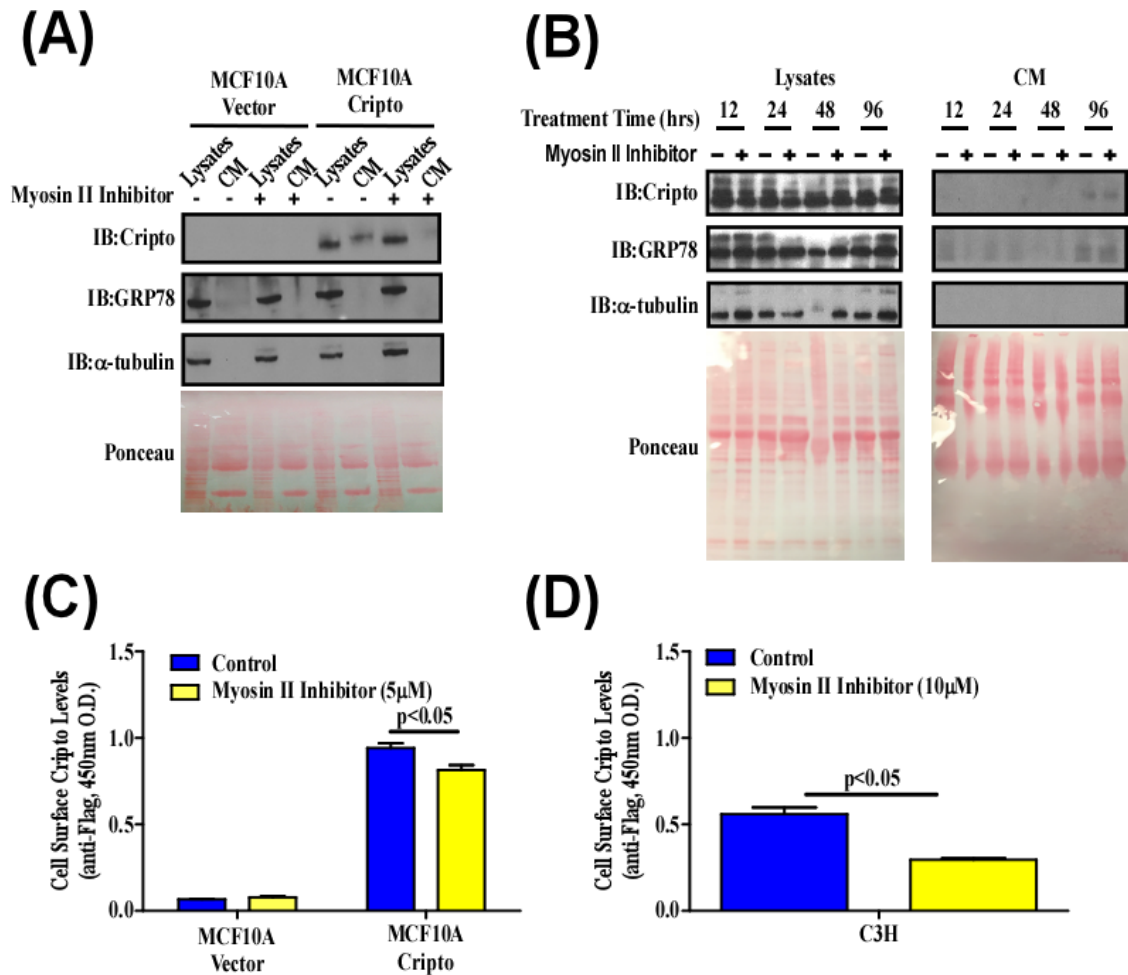 (A)
MCF10A Vector
MCF10A Cripto
Lysates CM Lysates CM Lysates CM Lysates CM
Myosin II Inhibitor - - + + - - + +
IB:Cripto
IB:GRP78
IB:α-tubulin
Ponceau
(B)
Lysates
CM
Treatment Time (hrs) 12 24 48 96 12 24 48 96
Myosin II Inhibitor - + - + - + - + - + - + - + - +
IB:Cripto
IB:GRP78
IB:α-tubulin
Ponceau
(C)
Cell Surface Cripto Levels
(anti-Flag, 450nm O.D.)
1.5
1.0
0.5
0.0
Control
Myosin II Inhibitor (5μM)
p<0.05
MCF10A Vector
MCF10A Cripto
(D)
Cell Surface Cripto Levels
(anti-Flag, 450nm O.D.)
1.5
1.0
0.5
0.0
Control
Myosin II Inhibitor (10μM)
p<0.05
C3H